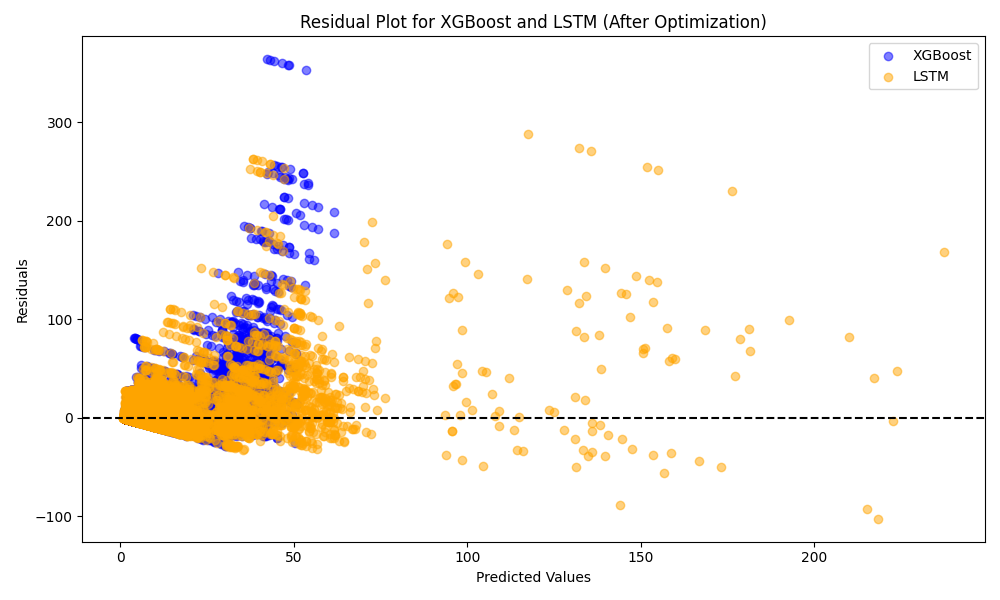 Residual Plot for XGBoost and LSTM (After Optimization)
XGBoost
LSTM
300
200
100
0
−100
Residuals
0 50 100 150 200
Predicted Values